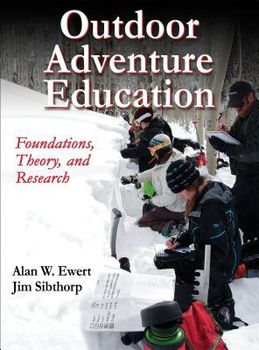 Outdoor
Adventure
Education
Foundations,
Theory, and
Research
Alan W. Ewert
Jim Sibthorp